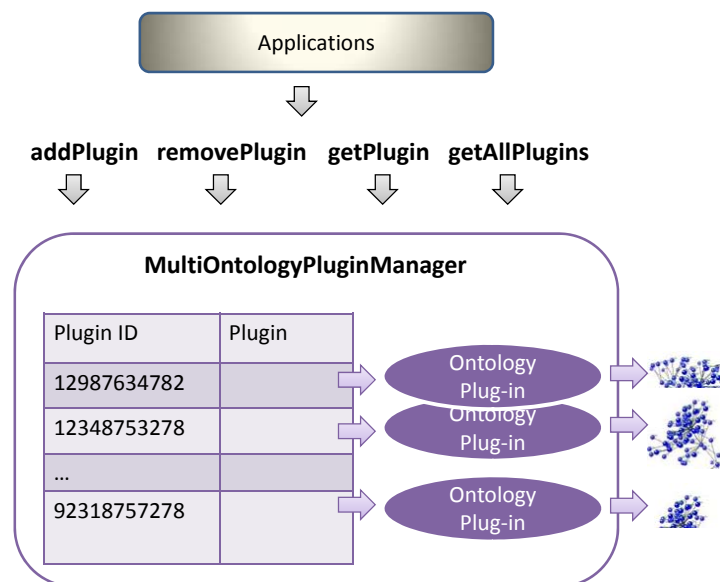 Applications
addPlugin removePlugin getPlugin getAllPlugins
MultiOntologyPluginManager
Plugin ID Plugin
12987634782
12348753278
...
92318757278
Ontology
Plug-in
Ontology
Plug-in
Ontology
Plug-in